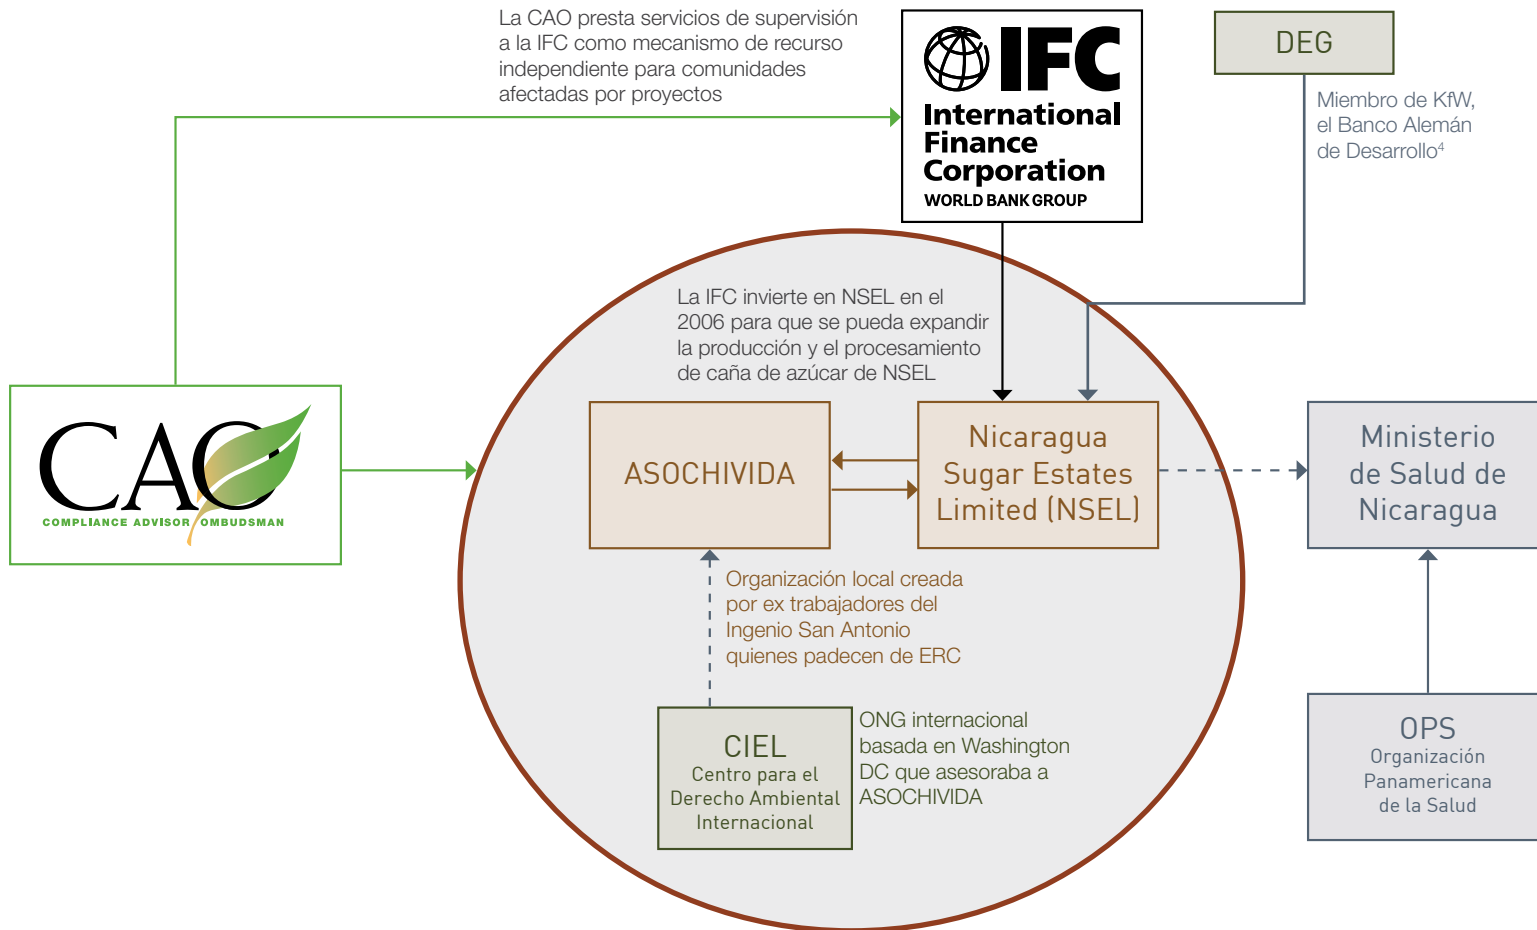 La CAO presta servicios de supervisión
a la IFC como mecanismo de recurso
independiente para comunidades
afectadas por proyectos
IFC
International
Finance
Corporation
WORLD BANK GROUP
DEG
Miembro de KfW,
el Banco Alemán
de Desarrollo⁴
La IFC invierte en NSEL en el
2006 para que se pueda expandir
la producción y el procesamiento
de caña de azúcar de NSEL
CAO
COMPLIANCE ADVISOR OMBUDSMAN
ASOCHIVIDA
Nicaragua
Sugar Estates
Limited (NSEL)
Ministerio
de Salud de
Nicaragua
Organización local creada
por ex trabajadores del
Ingenio San Antonio
quienes padecen de ERC
CIEL
Centro para el
Derecho Ambiental
Internacional
ONG internacional
basada en Washington
DC que asesoraba a
ASOCHIVIDA
OPS
Organización
Panamericana
de la Salud